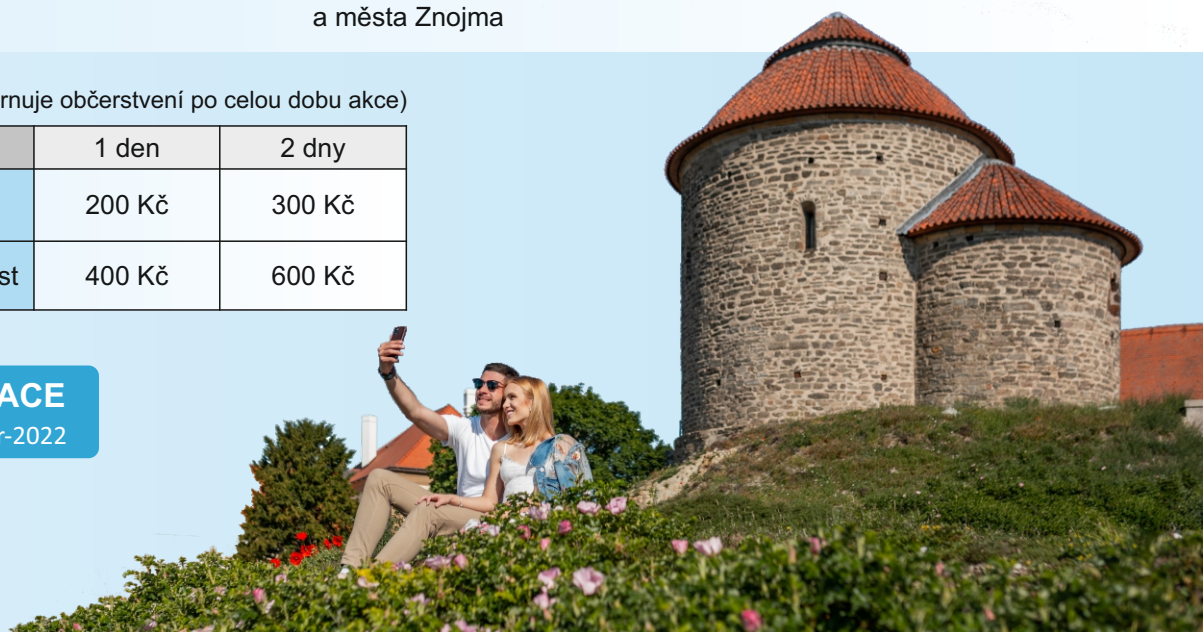 a města Znojma
rnuje občerstvení po celou dobu akce)
1 den 2 dny
200 Kč 300 Kč
st 400 Kč 600 Kč
ACE
r-2022